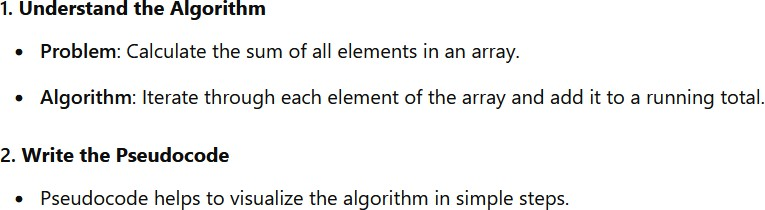 1. Understand the Algorithm
• Problem: Calculate the sum of all elements in an array.
• Algorithm: Iterate through each element of the array and add it to a running total.
2. Write the Pseudocode
• Pseudocode helps to visualize the algorithm in simple steps.